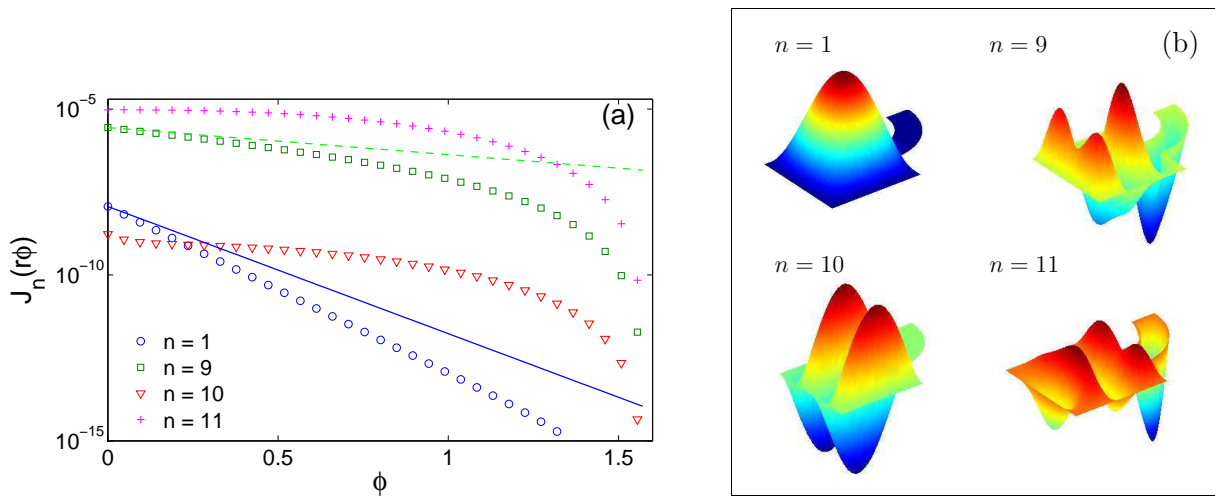 (a)
10^-5
10^-10
10^-15
J_n(rϕ)
n = 1
n = 9
n = 10
n = 11
0
0.5
1
1.5
ϕ
(b)
n = 1
n = 9
n = 10
n = 11